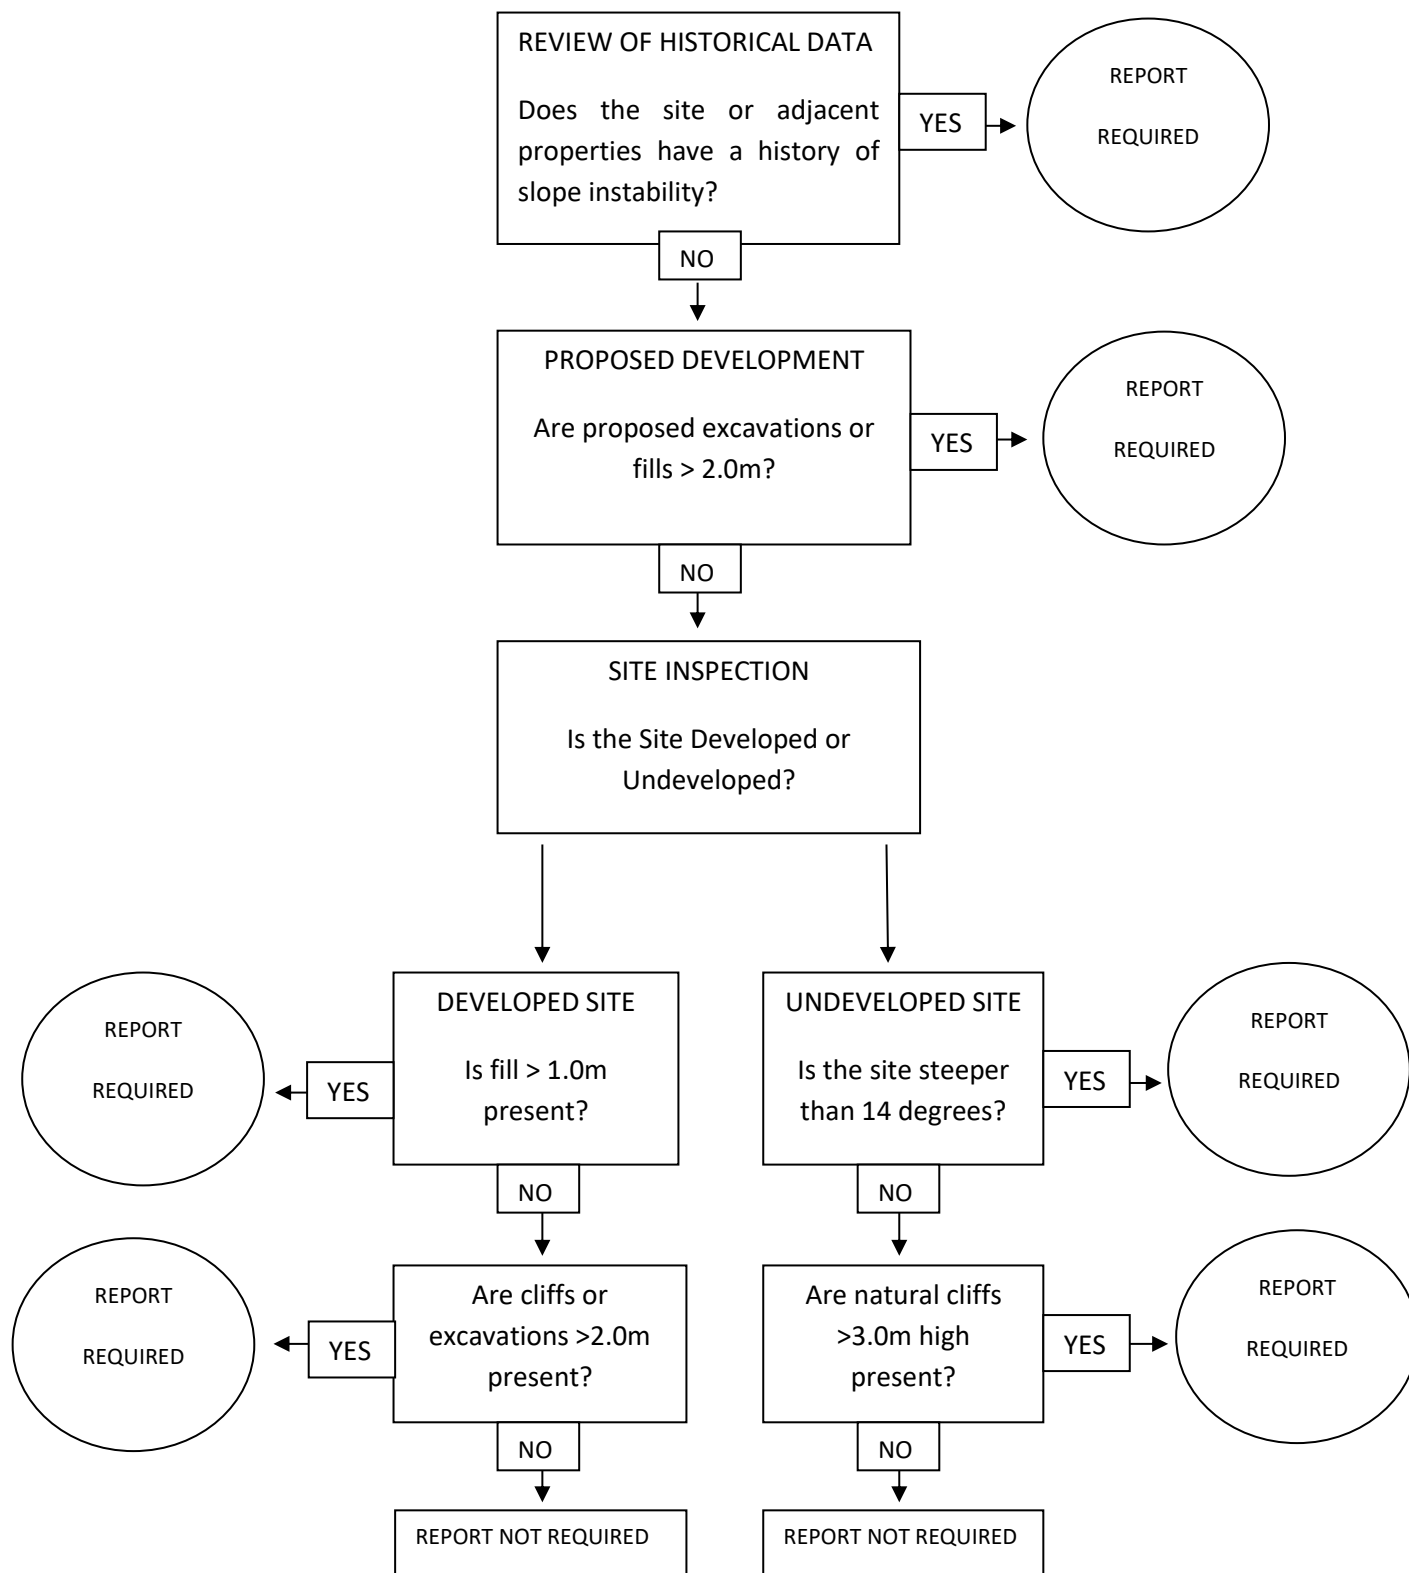 REVIEW OF HISTORICAL DATA
Does the site or adjacent
properties have a history of
slope instability?
YES
REPORT
REQUIRED
NO
PROPOSED DEVELOPMENT
Are proposed excavations or
fills > 2.0m?
YES
REPORT
REQUIRED
NO
SITE INSPECTION
Is the Site Developed or
Undeveloped?
DEVELOPED SITE
Is fill > 1.0m
present?
YES
REPORT
REQUIRED
NO
Are cliffs or
excavations >2.0m
present?
YES
REPORT
REQUIRED
NO
REPORT NOT REQUIRED
UNDEVELOPED SITE
Is the site steeper
than 14 degrees?
YES
REPORT
REQUIRED
NO
Are natural cliffs
>3.0m high
present?
YES
REPORT
REQUIRED
NO
REPORT NOT REQUIRED